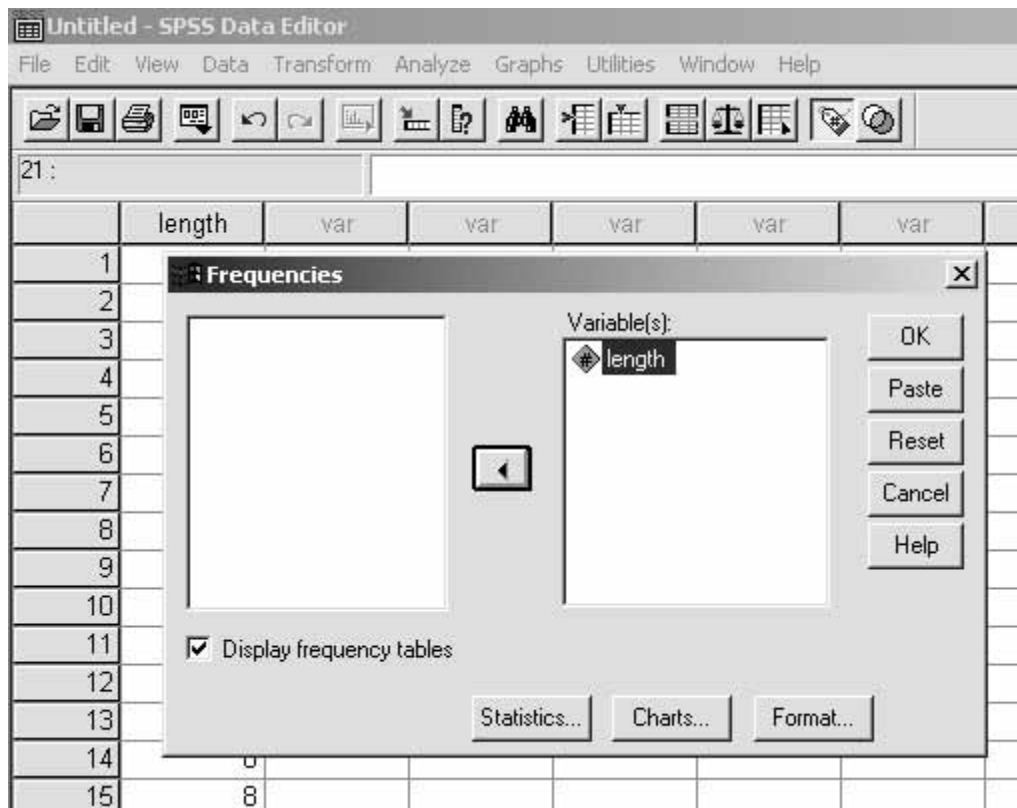 Untitled - SPSS Data Editor
File Edit View Data Transform Analyze Graphs Utilities Window Help
21 :
length var var var var var
1
Frequencies
2
3
Variable(s):
length
OK
4
Paste
5
6
Reset
7
Cancel
8
Help
9
10
11
Display frequency tables
12
13
Statistics... Charts... Format...
14
15 8